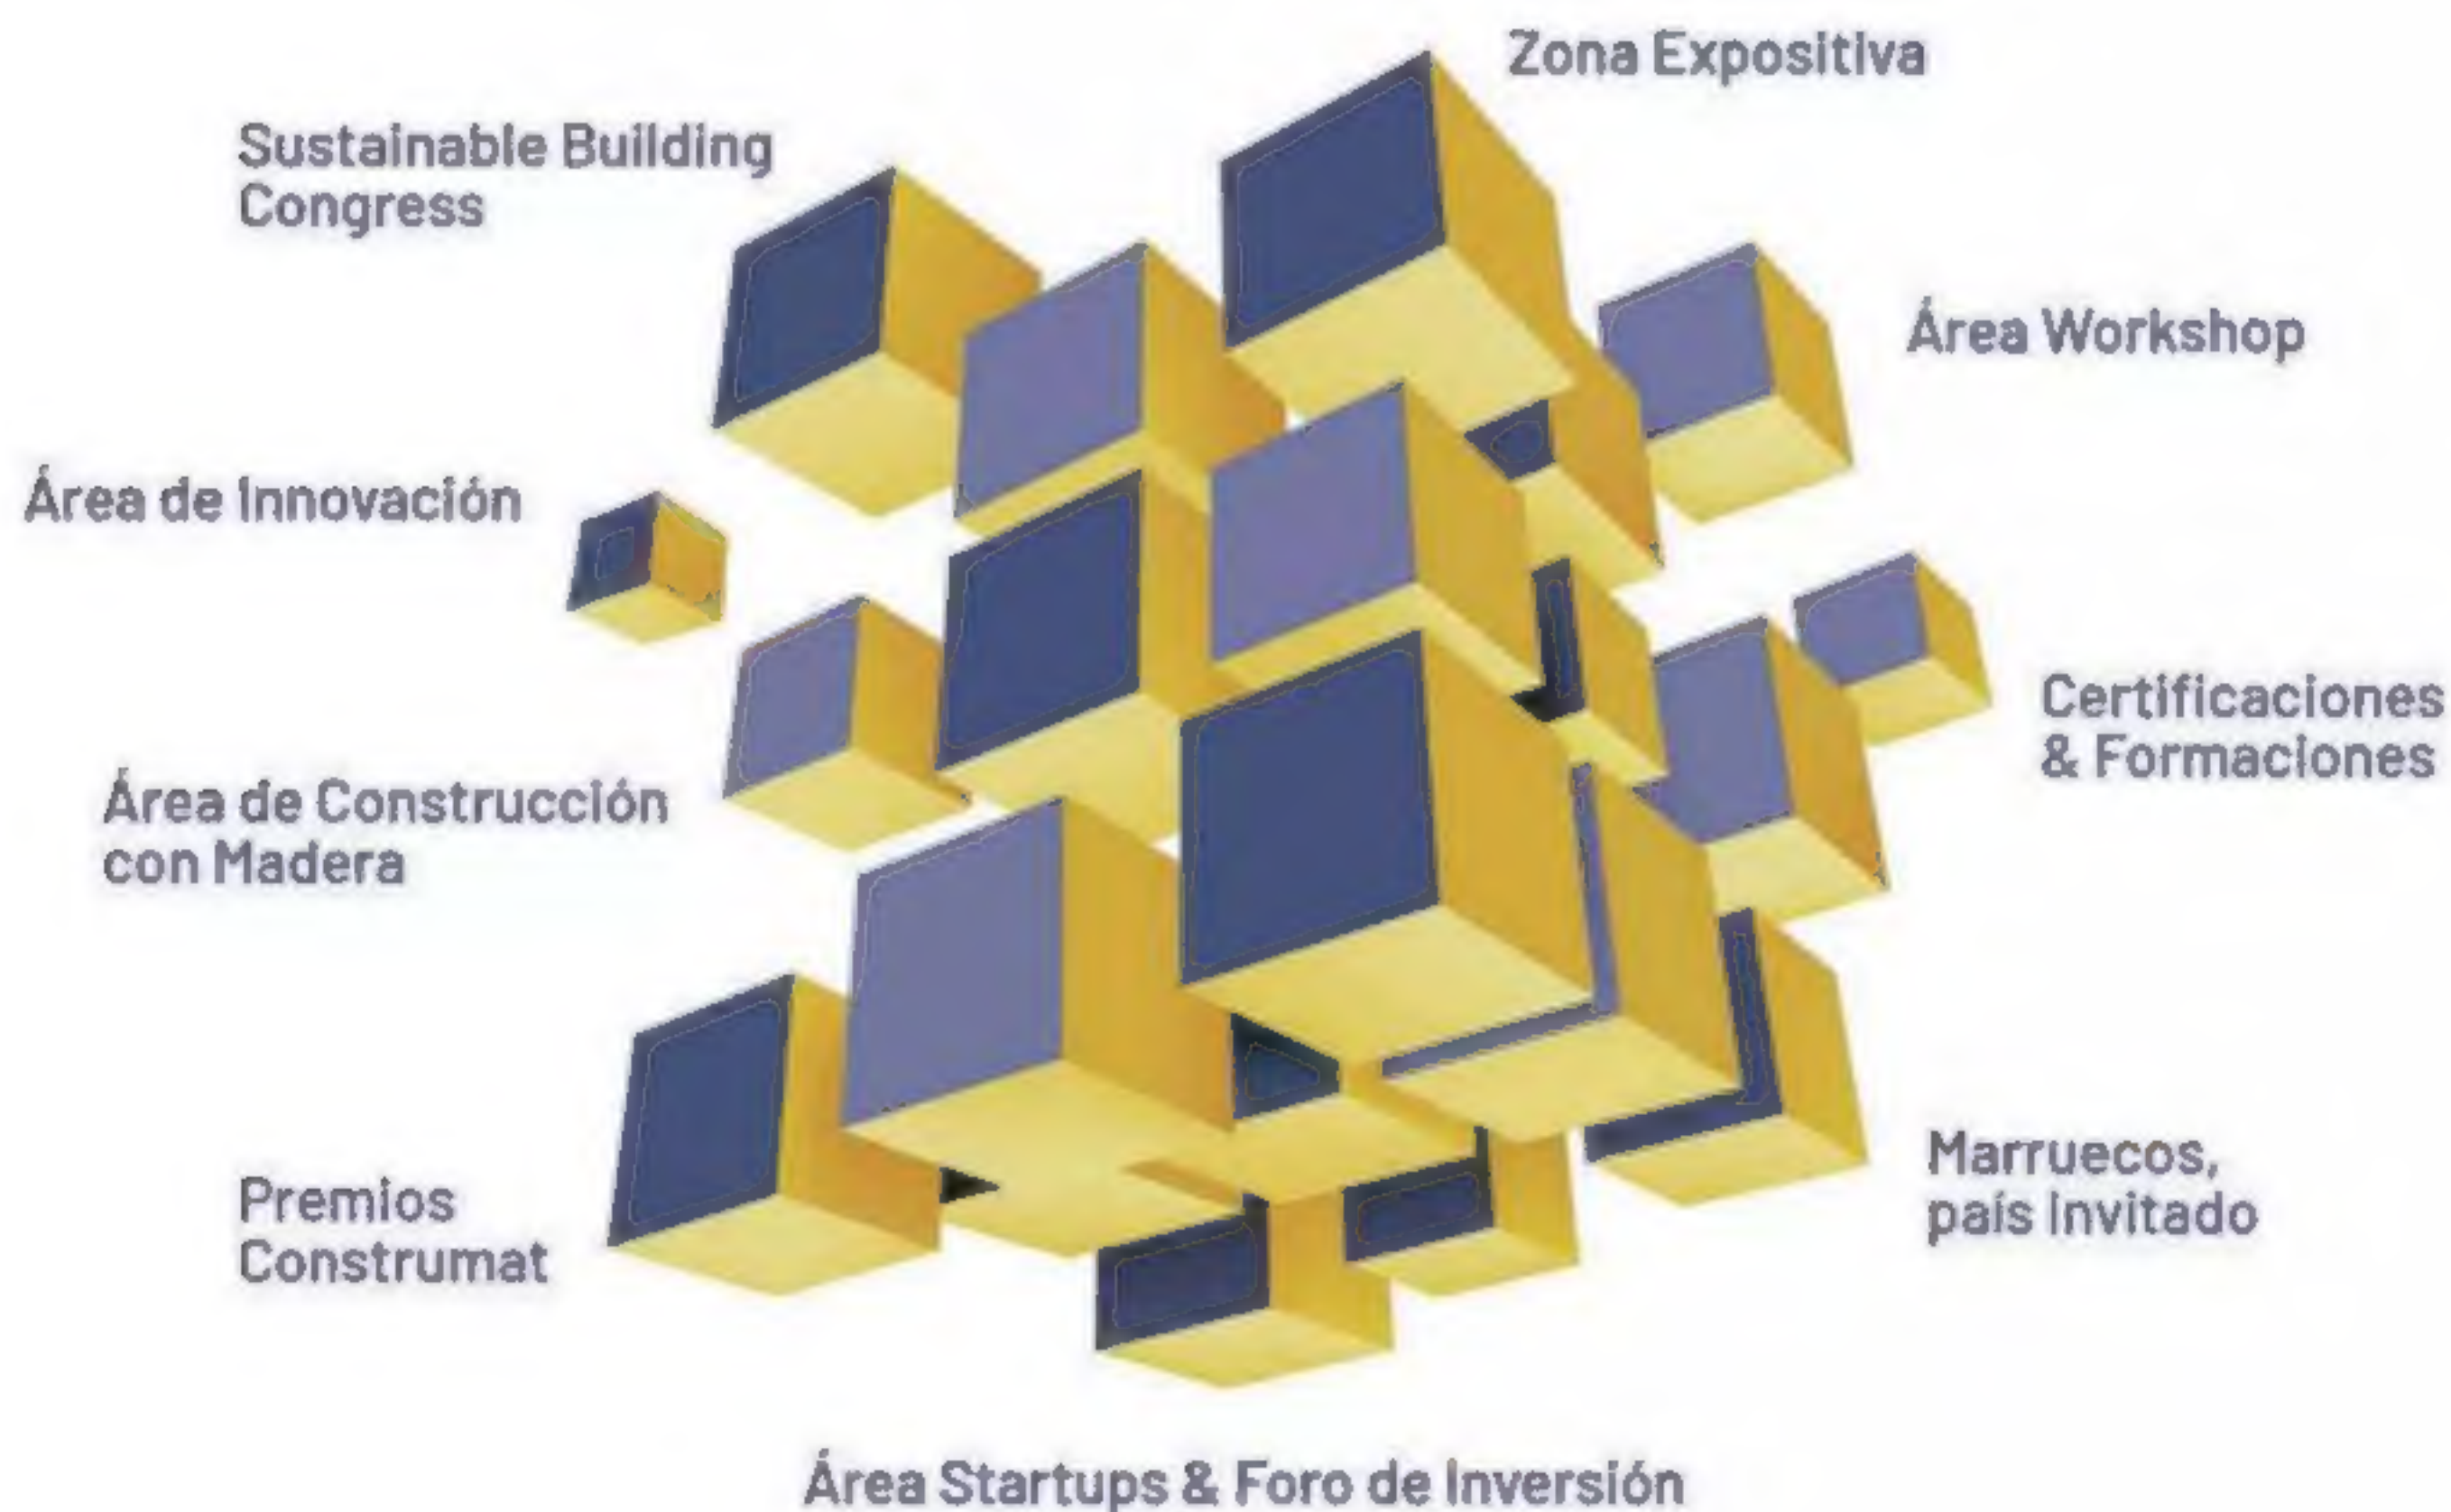 Zona Expositiva
Sustainable Building
Congress
Área Workshop
Área de Innovación
Certificaciones
& Formaciones
Área de Construcción
con Madera
Marruecos,
país invitado
Premios
Construmat
Área Startups & Foro de Inversión